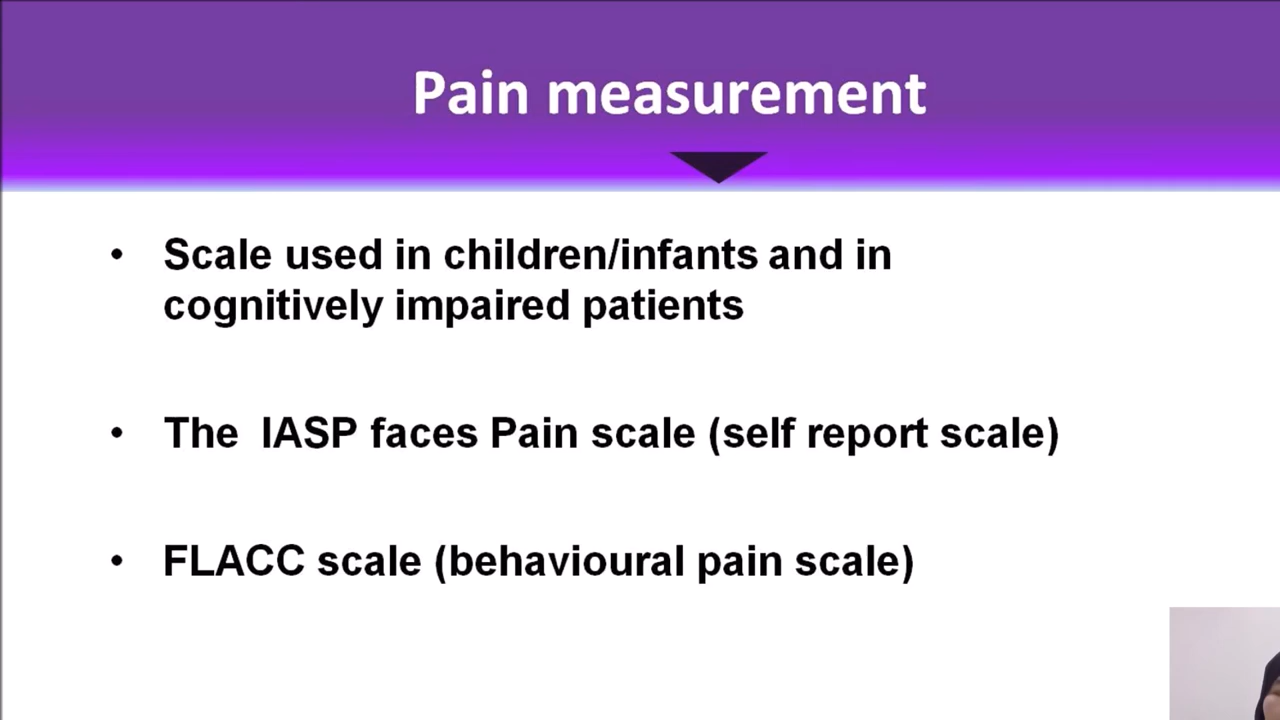 Pain measurement
• Scale used in children/infants and in
cognitively impaired patients
• The IASP faces Pain scale (self report scale)
• FLACC scale (behavioural pain scale)